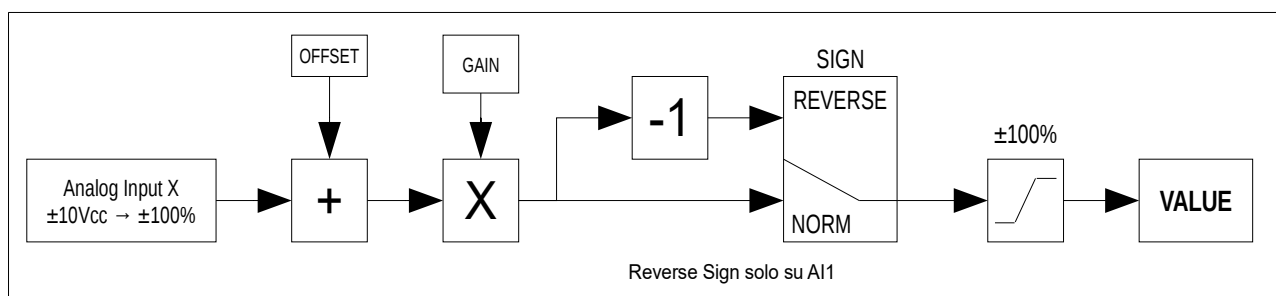 OFFSET
GAIN
SIGN
REVERSE
-1
±100%
Analog Input X
±10Vcc → ±100%
+
X
NORM
VALUE
Reverse Sign solo su AI1